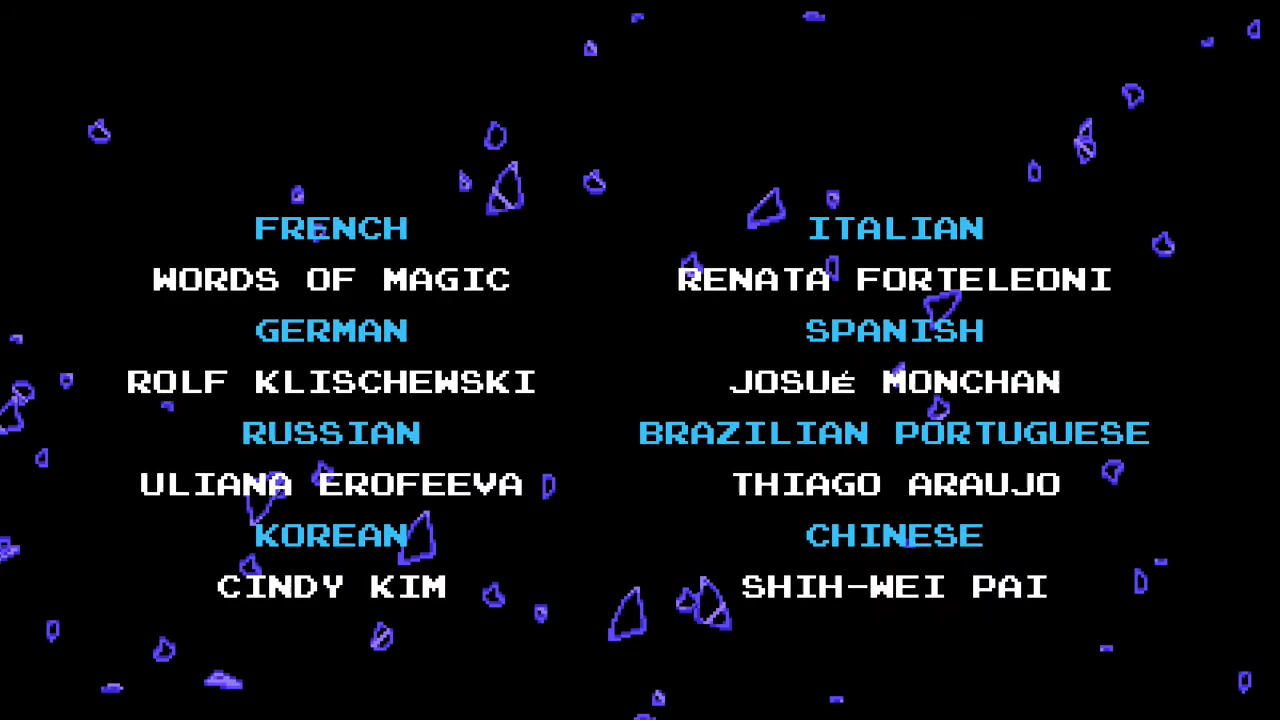 FRENCH
WORDS OF MAGIC
GERMAN
ROLF KLISCHEWSKI
RUSSIAN
ULIANA EROFEEVA
KOREAN
CINDY KIM
ITALIAN
RENATA FORTELEONI
SPANISH
JOSUé MONCHAN
BRAZILIAN PORTUGUESE
THIAGO ARAUJO
CHINESE
SHIH-WEI PAI